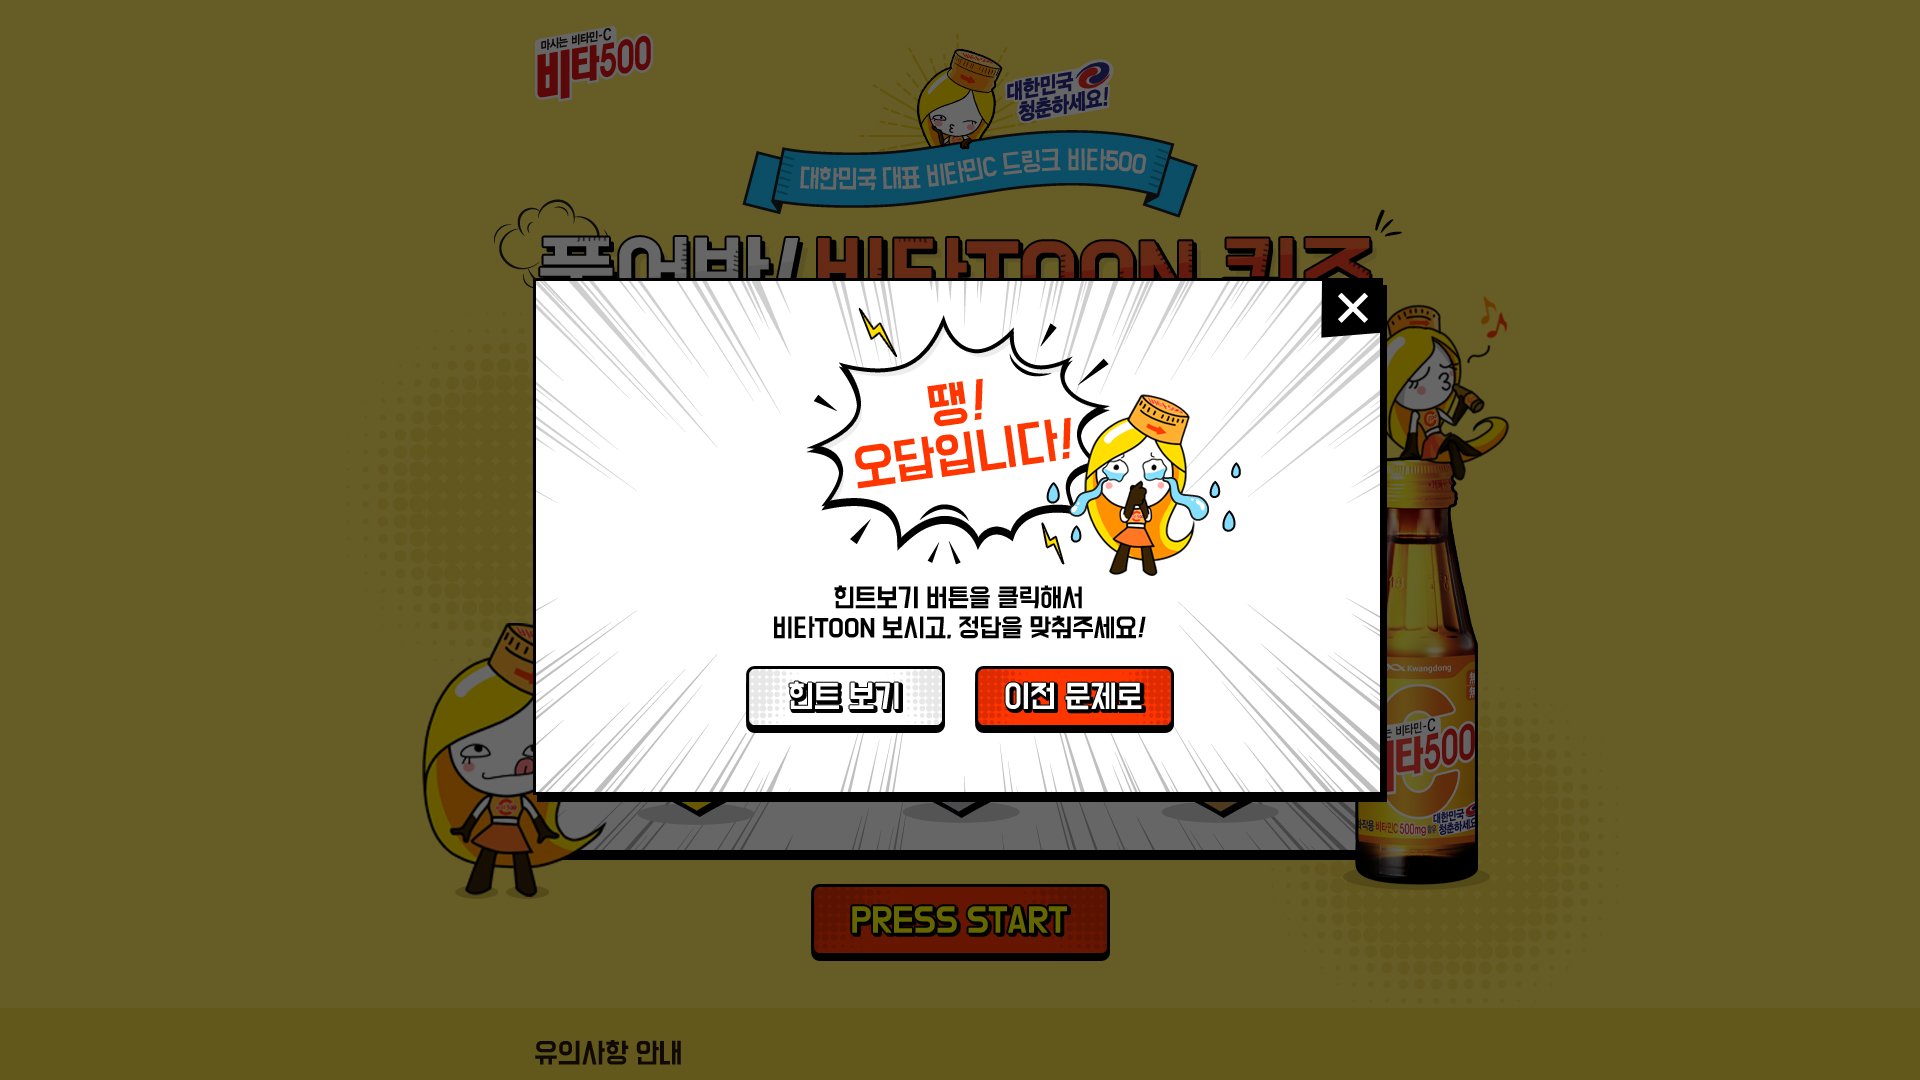 마시는 비타민-C
비타500
대한민국
청춘하세요!
대한민국 대표 비타민C 드링크 비타500
풀어봐! 비타TOON 퀴즈
땡!
오답입니다!
힌트보기 버튼을 클릭해서
비타TOON 보시고, 정답을 맞춰주세요!
힌트 보기
이전 문제로
Kwangdong
는 비타민-C
비타500
대한민국
청춘하세요
비타민C 500mg 함유
PRESS START
유의사항 안내